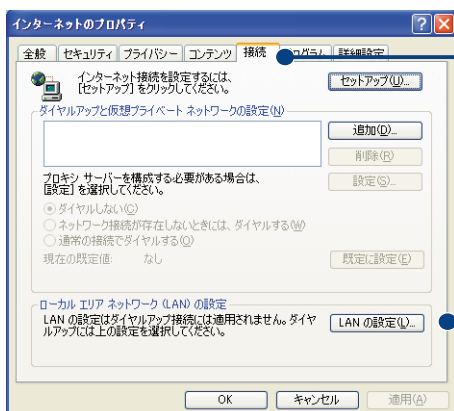 インターネットのプロパティ
全般 セキュリティ プライバシー コンテンツ 接続 プログラム 詳細設定
インターネット接続を設定するには、
[セットアップ] をクリックしてください。
セットアップ(U)...
ダイヤルアップと仮想プライベート ネットワークの設定(N)
追加(D)...
削除(R)
プロキシ サーバーを構成する必要がある場合は、
[設定] を選択してください。
設定(S)...
ダイヤルしない(C)
ネットワーク接続が存在しないときには、ダイヤルする(W)
通常の接続でダイヤルする(O)
現在の既定値: なし
既定に設定(E)
ローカル エリア ネットワーク (LAN) の設定
LAN の設定はダイヤルアップ接続には適用されません。ダイヤ
ルアップには上の設定を選択してください。
LAN の設定(L)...
OK キャンセル 適用(A)